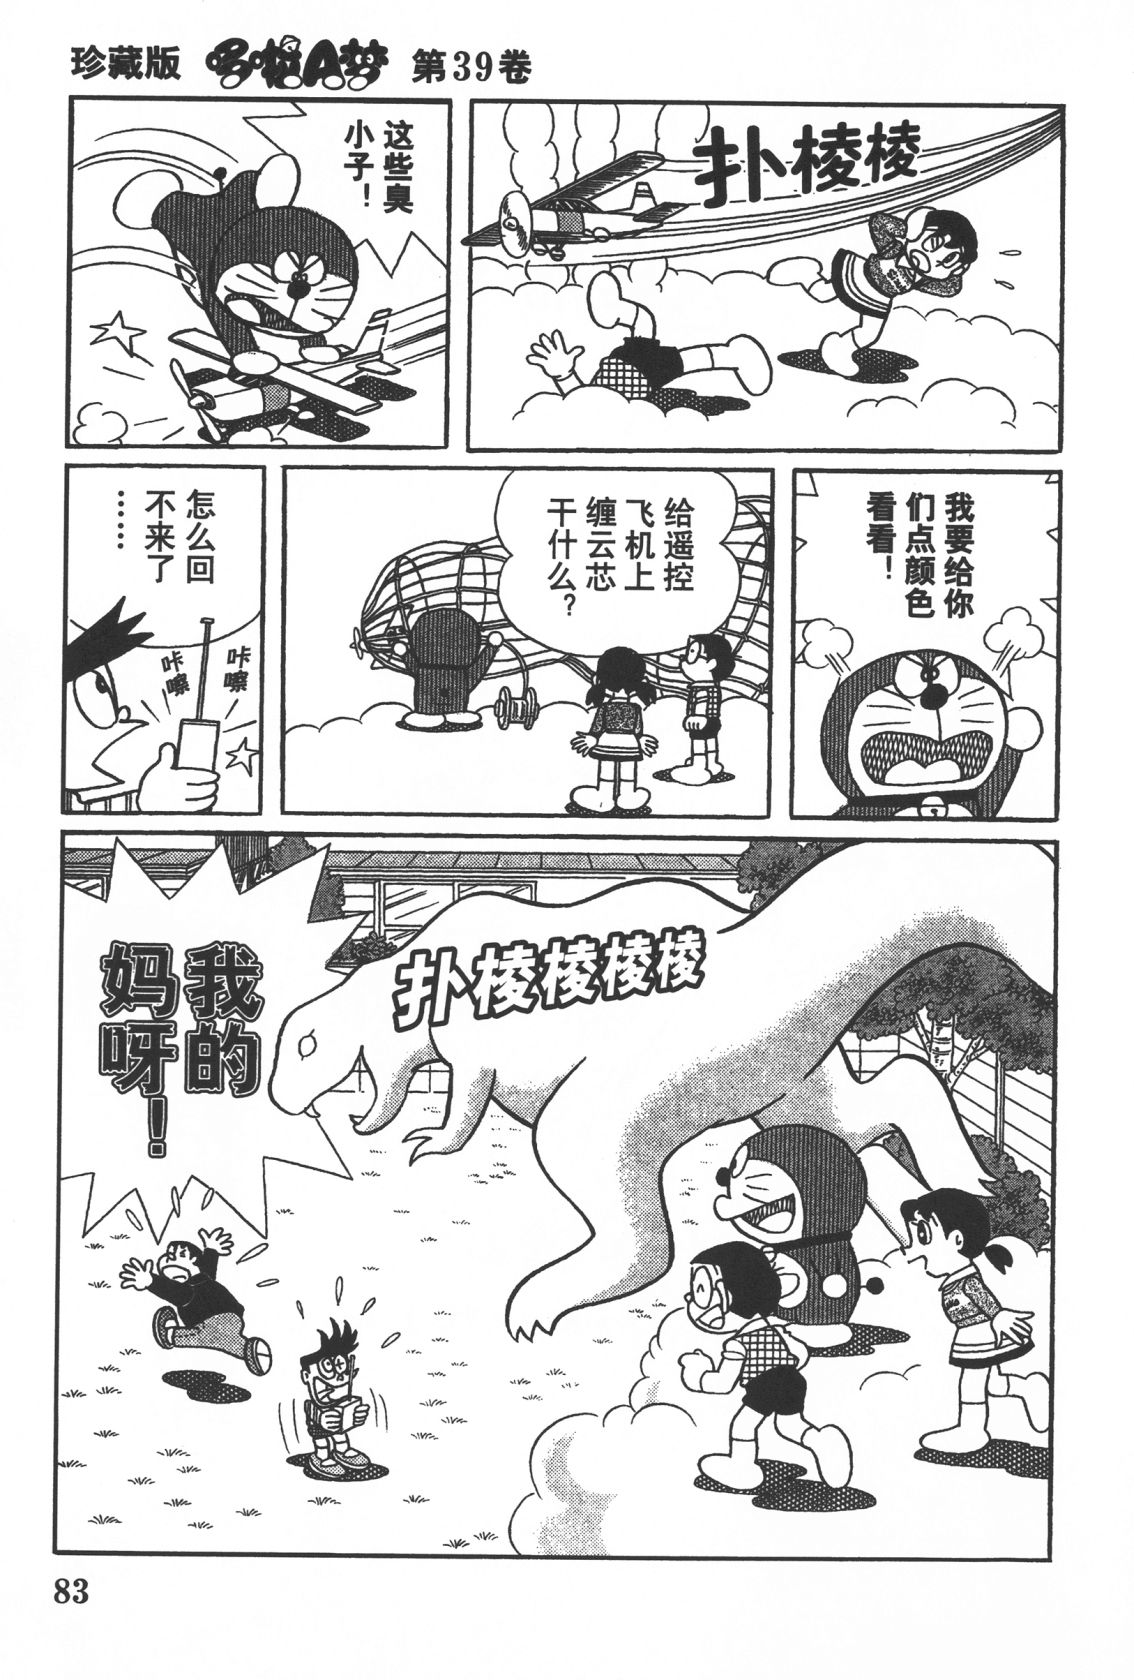 珍藏版 哆啦A梦 第39卷
扑棱棱
这些臭
小子！
我要给你
们点颜色
看看！
给遥控
飞机上
缠云芯
干什么？
怎么回
不来了
……
咔嚓
咔嚓
扑棱棱棱棱
我的
妈呀！
83